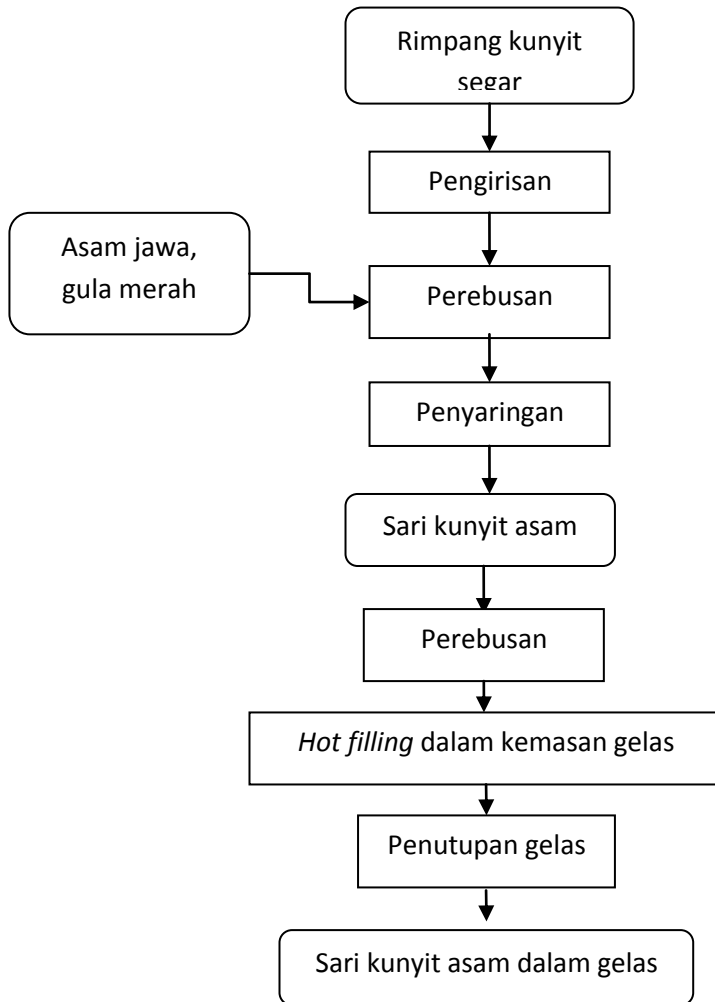 Rimpang kunyit
segar
Pengirisan
Asam jawa,
gula merah
Perebusan
Penyaringan
Sari kunyit asam
Perebusan
Hot filling dalam kemasan gelas
Penutupan gelas
Sari kunyit asam dalam gelas